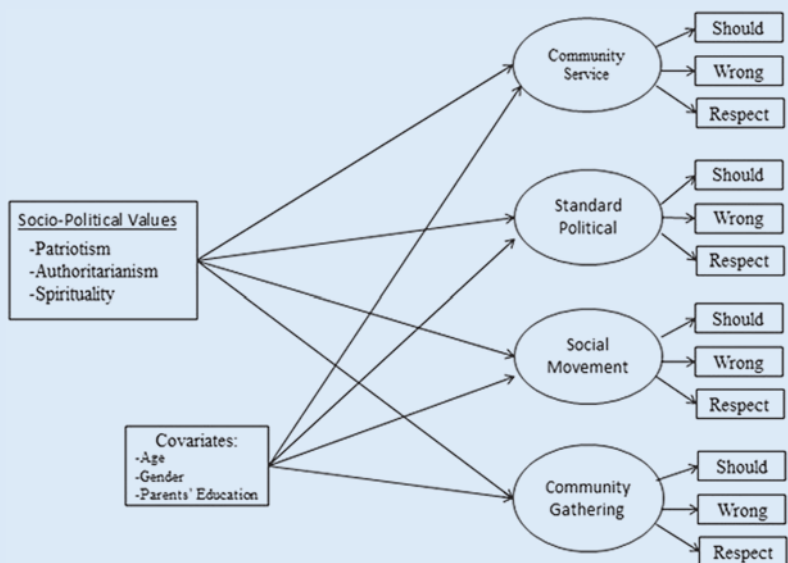 Socio-Political Values
-Patriotism
-Authoritarianism
-Spirituality
Covariates:
-Age
-Gender
-Parents' Education
Community
Service
Should
Wrong
Respect
Standard
Political
Should
Wrong
Respect
Social
Movement
Should
Wrong
Respect
Community
Gathering
Should
Wrong
Respect